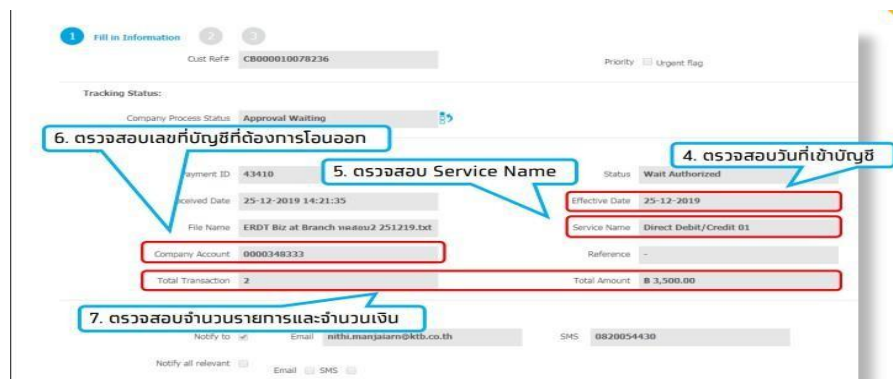 1 Fill in Information 2 3
Cust Ref# CB000010078236 Priority Urgent flag
Tracking Status:
Company Process Status Approval Waiting
6. ตรวจสอบเลขที่บัญชีที่ต้องการโอนออก
4. ตรวจสอบวันที่เข้าบัญชี
5. ตรวจสอบ Service Name
Payment ID 43410 Status Wait Authorized
Received Date 25-12-2019 14:21:35 Effective Date 25-12-2019
File Name ERDT Biz at Branch ทดสอบ2 251219.txt Service Name Direct Debit/Credit 01
Company Account 0000348333 Reference -
Total Transaction 2 Total Amount ฿ 3,500.00
7. ตรวจสอบจำนวนรายการและจำนวนเงิน
Notify to Email nithi.manjaiarn@ktb.co.th SMS 0820054430
Notify all relevant Email SMS